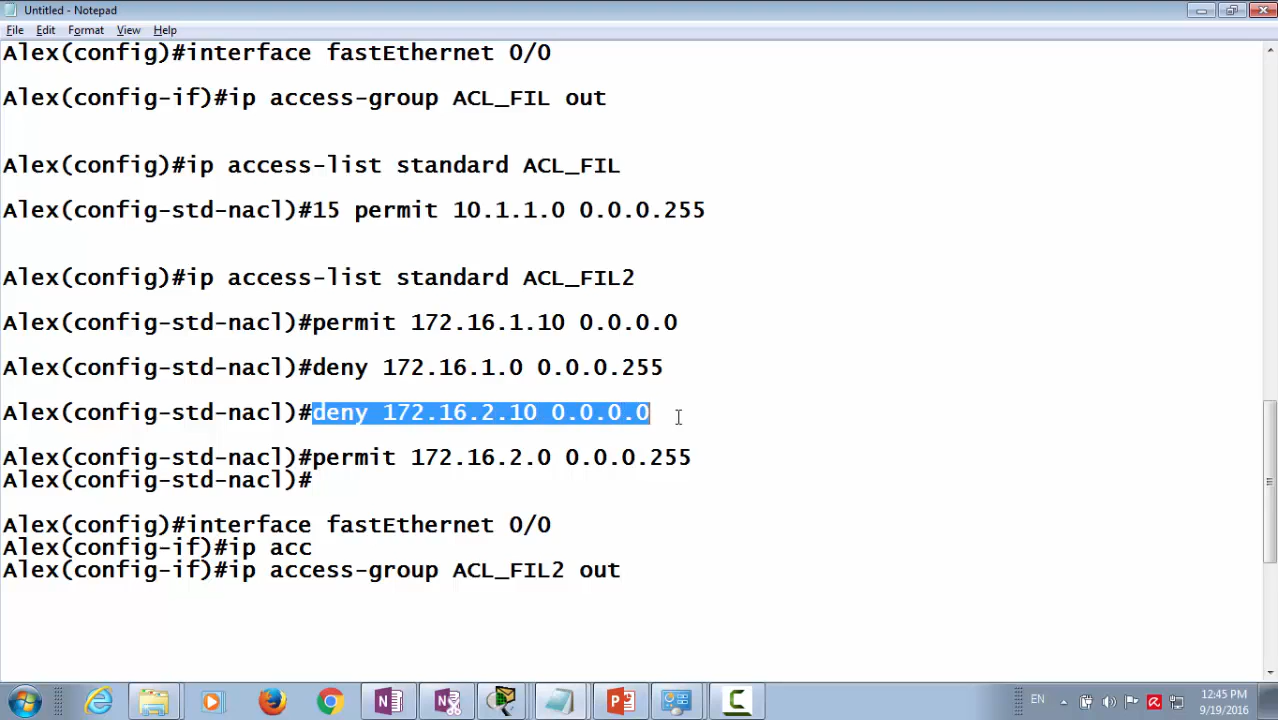 Untitled - Notepad
File Edit Format View Help
Alex(config)#interface fastEthernet 0/0
Alex(config-if)#ip access-group ACL_FIL out
Alex(config)#ip access-list standard ACL_FIL
Alex(config-std-nacl)#15 permit 10.1.1.0 0.0.0.255
Alex(config)#ip access-list standard ACL_FIL2
Alex(config-std-nacl)#permit 172.16.1.10 0.0.0.0
Alex(config-std-nacl)#deny 172.16.1.0 0.0.0.255
Alex(config-std-nacl)#deny 172.16.2.10 0.0.0.0
Alex(config-std-nacl)#permit 172.16.2.0 0.0.0.255
Alex(config-std-nacl)#
Alex(config)#interface fastEthernet 0/0
Alex(config-if)#ip acc
Alex(config-if)#ip access-group ACL_FIL2 out
EN
12:45 PM
9/19/2016